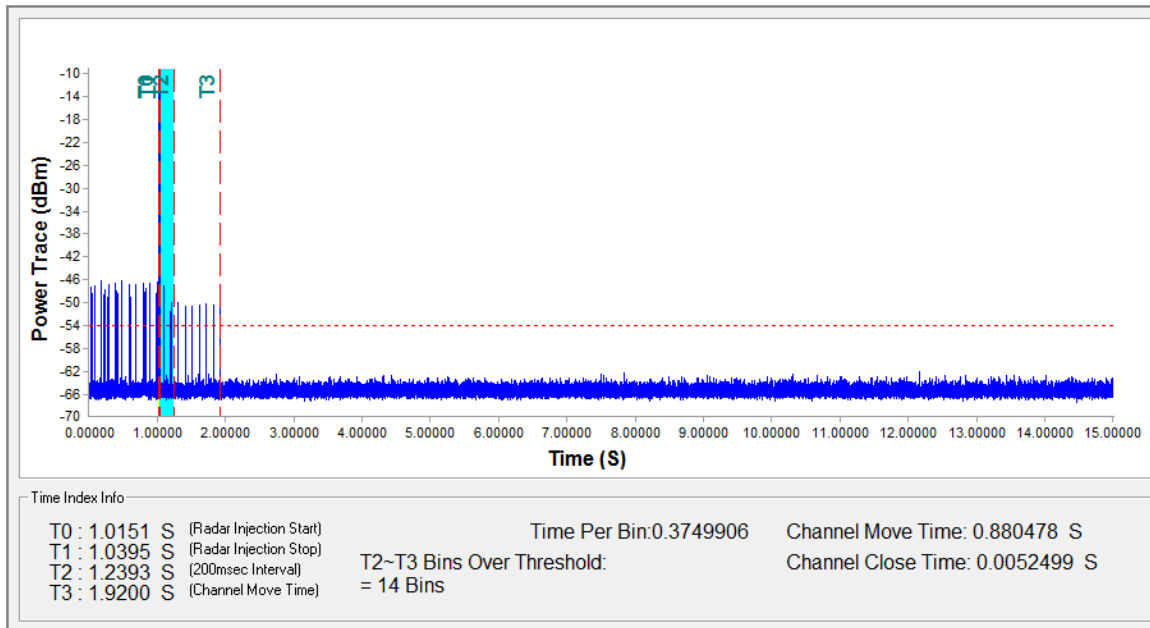 T0
T1
T2
T3
Power Trace (dBm)
-10
-14
-18
-22
-26
-30
-34
-38
-42
-46
-50
-54
-58
-62
-66
-70
0.00000 1.00000 2.00000 3.00000 4.00000 5.00000 6.00000 7.00000 8.00000 9.00000 10.00000 11.00000 12.00000 13.00000 14.00000 15.00000
Time (S)
Time Index Info
T0 : 1.0151 S (Radar Injection Start)
T1 : 1.0395 S (Radar Injection Stop)
T2 : 1.2393 S (200msec Interval)
T3 : 1.9200 S (Channel Move Time)
Time Per Bin:0.3749906
T2~T3 Bins Over Threshold:
= 14 Bins
Channel Move Time: 0.880478 S
Channel Close Time: 0.0052499 S